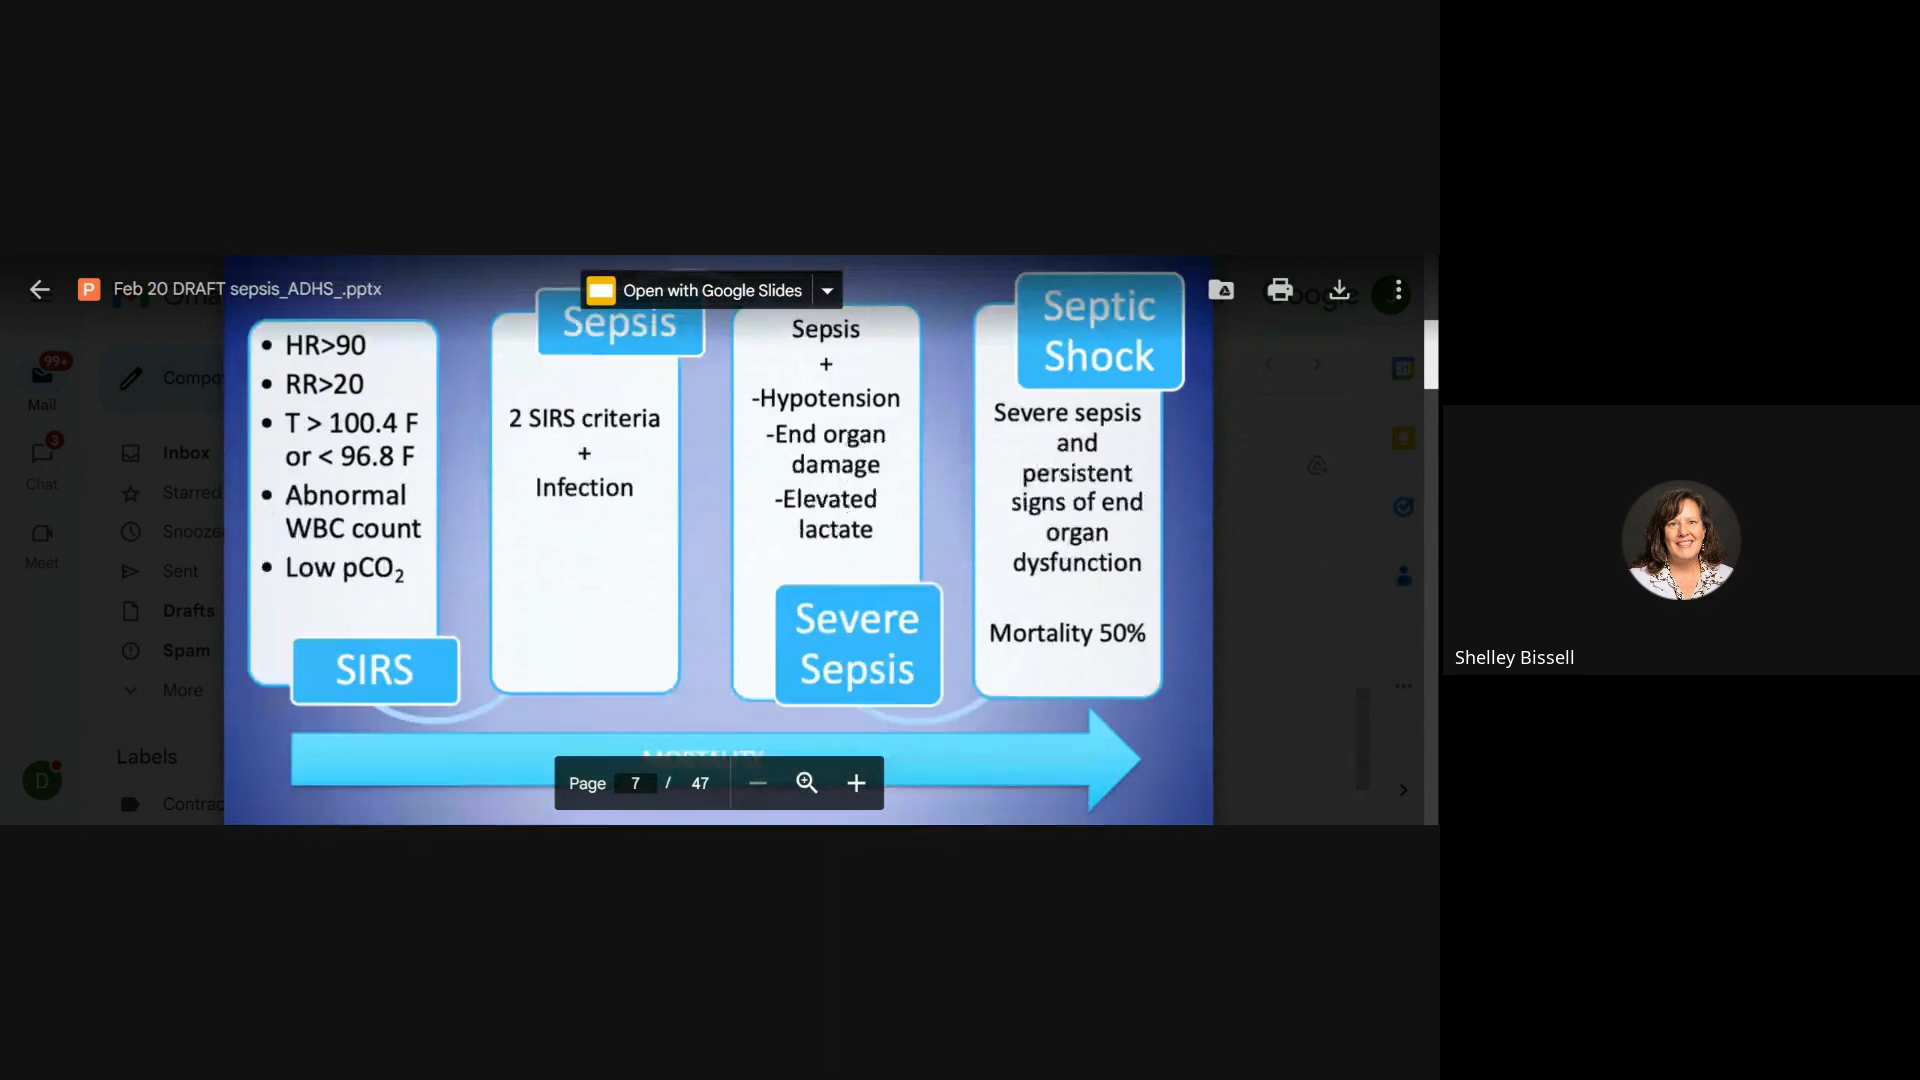 Feb 20 DRAFT sepsis_ADHS_.pptx
Open with Google Slides
99+
Mail
3
Chat
Meet
D
Inbox
Starred
Sent
Drafts
Spam
More
Labels
• HR>90
• RR>20
• T > 100.4 F
or < 96.8 F
• Abnormal
WBC count
• Low pCO₂
SIRS
Sepsis
2 SIRS criteria
+
Infection
Sepsis
+
-Hypotension
-End organ
damage
-Elevated
lactate
Severe
Sepsis
Septic
Shock
Severe sepsis
and
persistent
signs of end
organ
dysfunction
Mortality 50%
MORTALITY
Page 7 / 47
Shelley Bissell